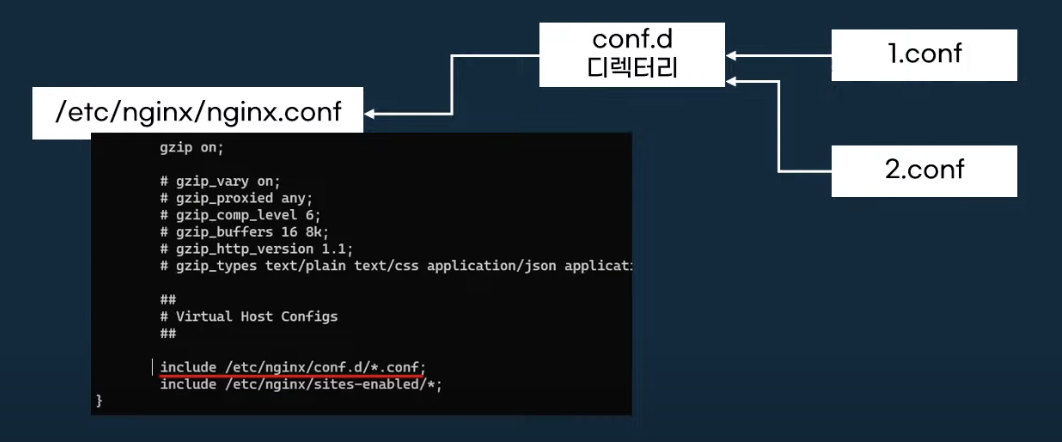 conf.d
디렉터리
1.conf
/etc/nginx/nginx.conf
2.conf
gzip on;
# gzip_vary on;
# gzip_proxied any;
# gzip_comp_level 6;
# gzip_buffers 16 8k;
# gzip_http_version 1.1;
# gzip_types text/plain text/css application/json applicati
##
# Virtual Host Configs
##
include /etc/nginx/conf.d/*.conf;
include /etc/nginx/sites-enabled/*;
}